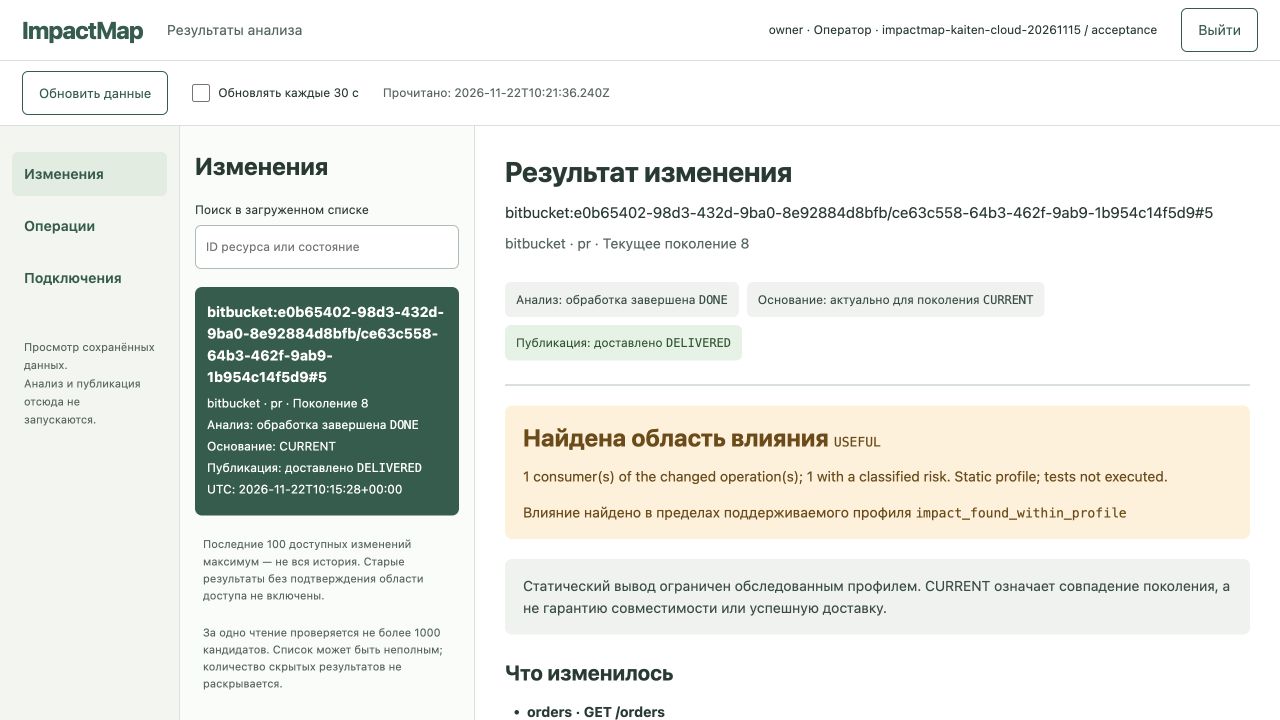 ImpactMap
Результаты анализа
owner · Оператор · impactmap-kaiten-cloud-20261115 / acceptance
Выйти
Обновить данные
Обновлять каждые 30 с
Прочитано: 2026-11-22T10:21:36.240Z
Изменения
Операции
Подключения
Просмотр сохранённых
данных.
Анализ и публикация
отсюда не
запускаются.
Изменения
Поиск в загруженном списке
ID ресурса или состояние
bitbucket:e0b65402-98d3-432d-
9ba0-8e92884d8bfb/ce63c558-
64b3-462f-9ab9-
1b954c14f5d9#5
bitbucket · pr · Поколение 8
Анализ: обработка завершена DONE
Основание: CURRENT
Публикация: доставлено DELIVERED
UTC: 2026-11-22T10:15:28+00:00
Последние 100 доступных изменений
максимум — не вся история. Старые
результаты без подтверждения области
доступа не включены.
За одно чтение проверяется не более 1000
кандидатов. Список может быть неполным;
количество скрытых результатов не
раскрывается.
Результат изменения
bitbucket:e0b65402-98d3-432d-9ba0-8e92884d8bfb/ce63c558-64b3-462f-9ab9-1b954c14f5d9#5
bitbucket · pr · Текущее поколение 8
Анализ: обработка завершена DONE
Основание: актуально для поколения CURRENT
Публикация: доставлено DELIVERED
Найдена область влияния USEFUL
1 consumer(s) of the changed operation(s); 1 with a classified risk. Static profile; tests not executed.
Влияние найдено в пределах поддерживаемого профиля impact_found_within_profile
Статический вывод ограничен обследованным профилем. CURRENT означает совпадение поколения, а
не гарантию совместимости или успешную доставку.
Что изменилось
• orders · GET /orders